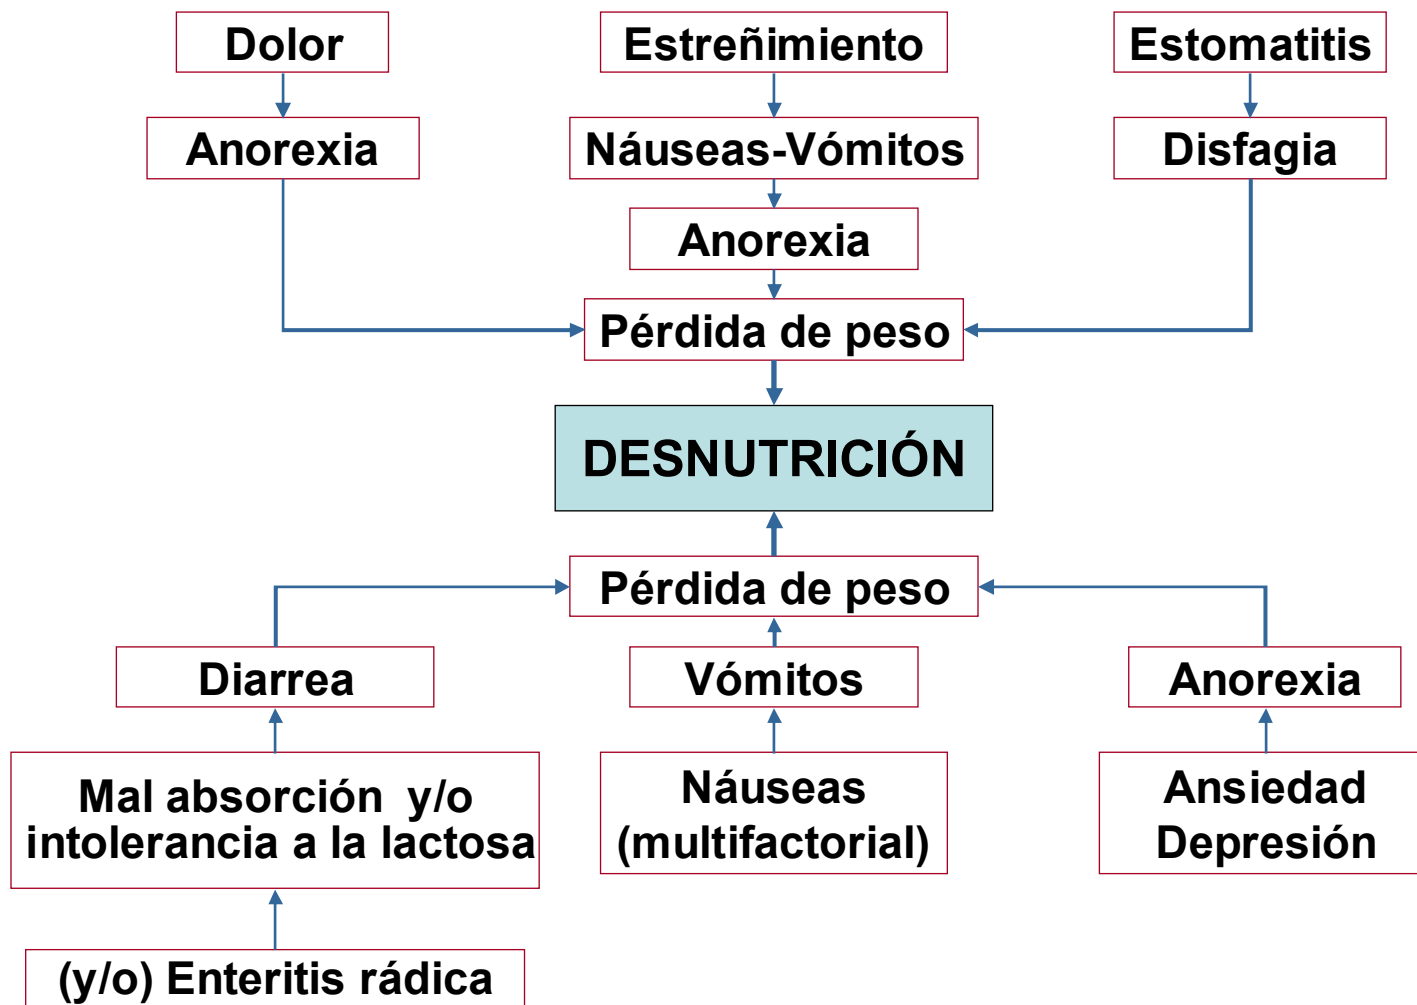 Dolor
Estreñimiento
Estomatitis
Anorexia
Náuseas-Vómitos
Disfagia
Anorexia
Pérdida de peso
DESNUTRICIÓN
Pérdida de peso
Diarrea
Vómitos
Anorexia
Mal absorción y/o
intolerancia a la lactosa
Náuseas
(multifactorial)
Ansiedad
Depresión
(y/o) Enteritis rádica